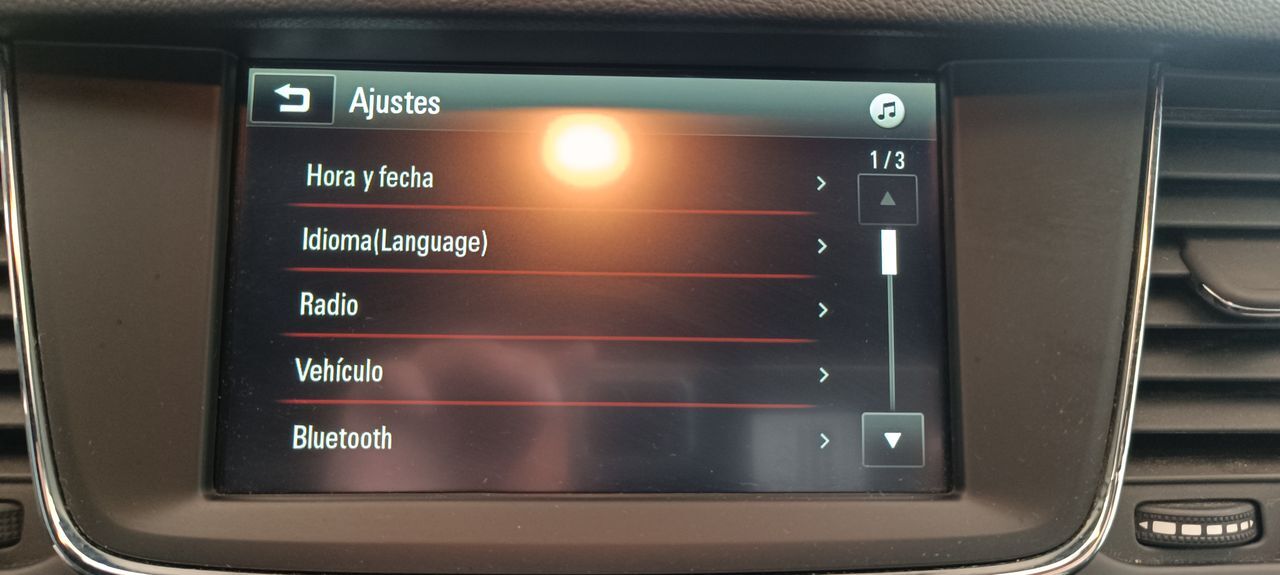 Ajustes
1/3
Hora y fecha
Idioma(Language)
Radio
Vehículo
Bluetooth